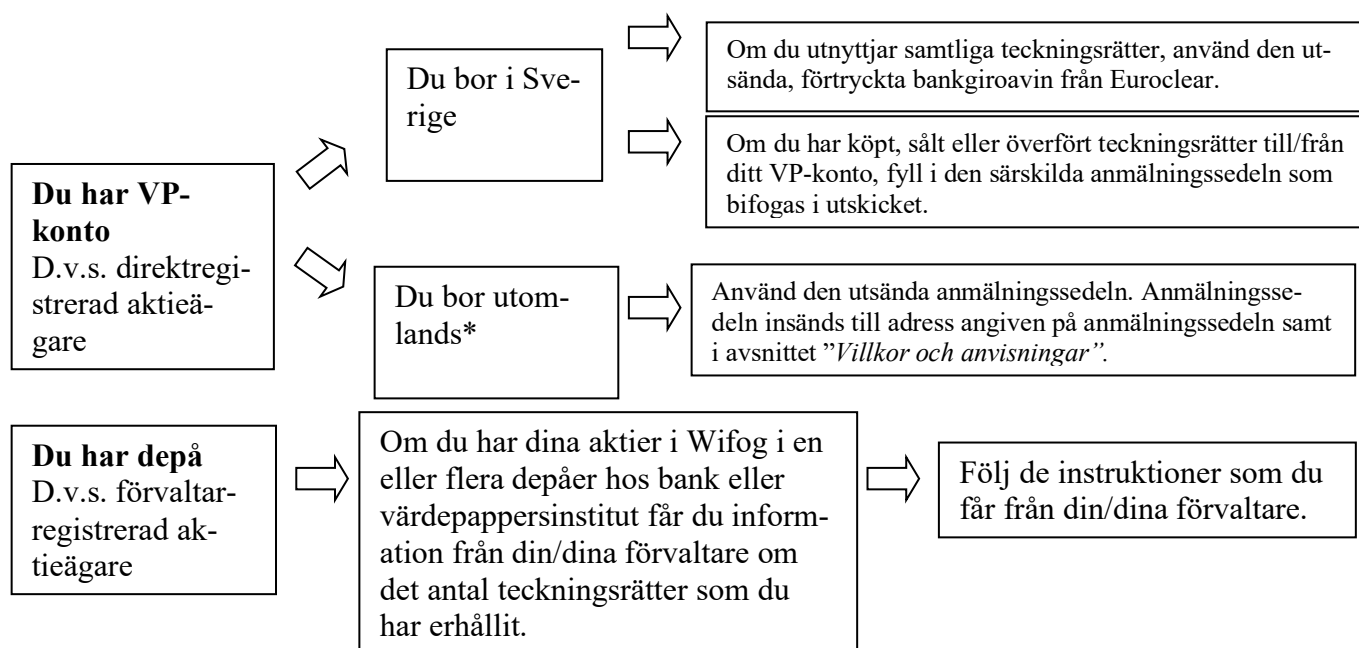 Du har VP-
konto
D.v.s. direktregi-
strerad aktieä-
gare
Du bor i Sve-
rige
Om du utnyttjar samtliga teckningsrätter, använd den ut-
sända, förtryckta bankgiroavin från Euroclear.
Om du har köpt, sålt eller överfört teckningsrätter till/från
ditt VP-konto, fyll i den särskilda anmälningssedeln som
bifogas i utskicket.
Du bor utom-
lands*
Använd den utsända anmälningssedeln. Anmälningsse-
deln insänds till adress angiven på anmälningssedeln samt
i avsnittet ”Villkor och anvisningar”.
Du har depå
D.v.s. förvaltar-
registrerad ak-
tieägare
Om du har dina aktier i Wifog i en
eller flera depåer hos bank eller
värdepappersinstitut får du inform-
ation från din/dina förvaltare om
det antal teckningsrätter som du
har erhållit.
Följ de instruktioner som du
får från din/dina förvaltare.